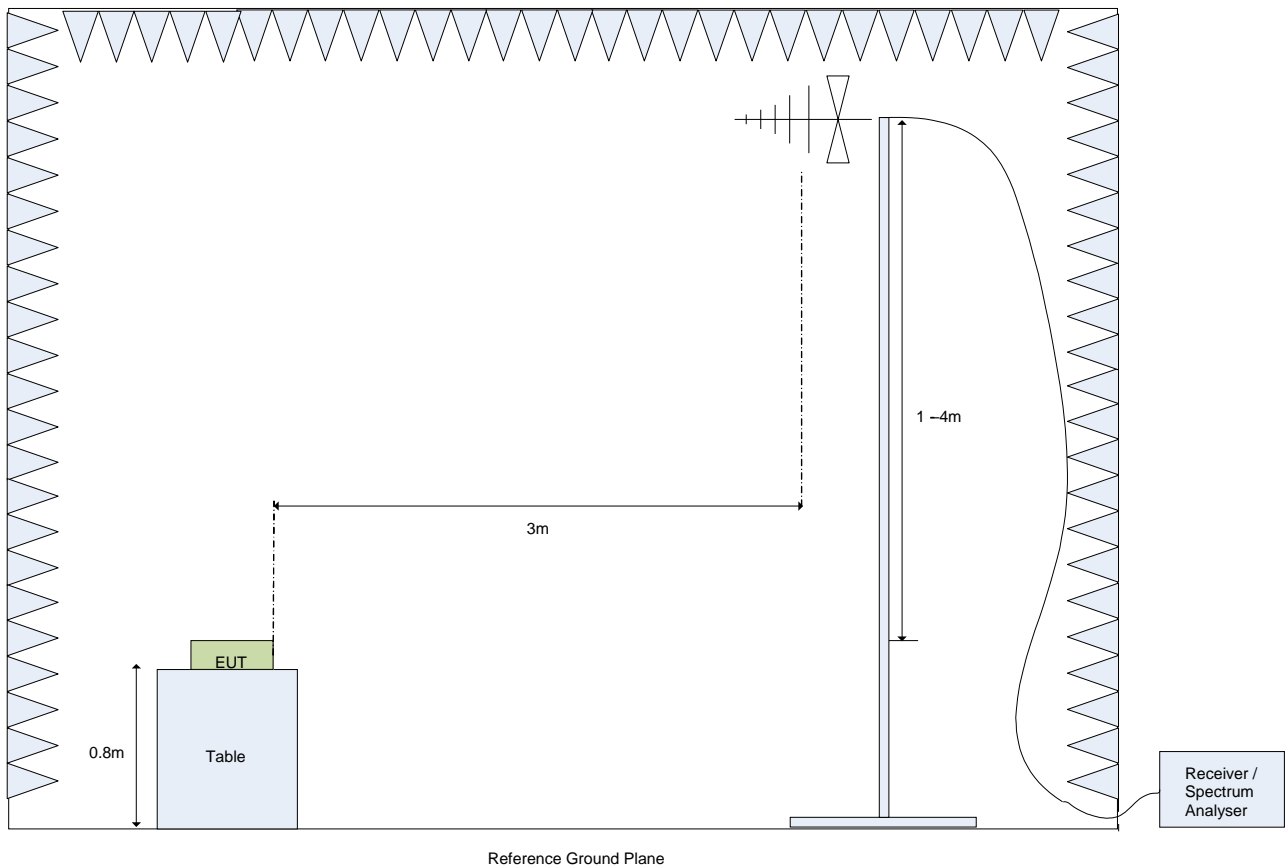 1 –4m
3m
EUT
0.8m
Table
Receiver /
Spectrum
Analyser
Reference Ground Plane